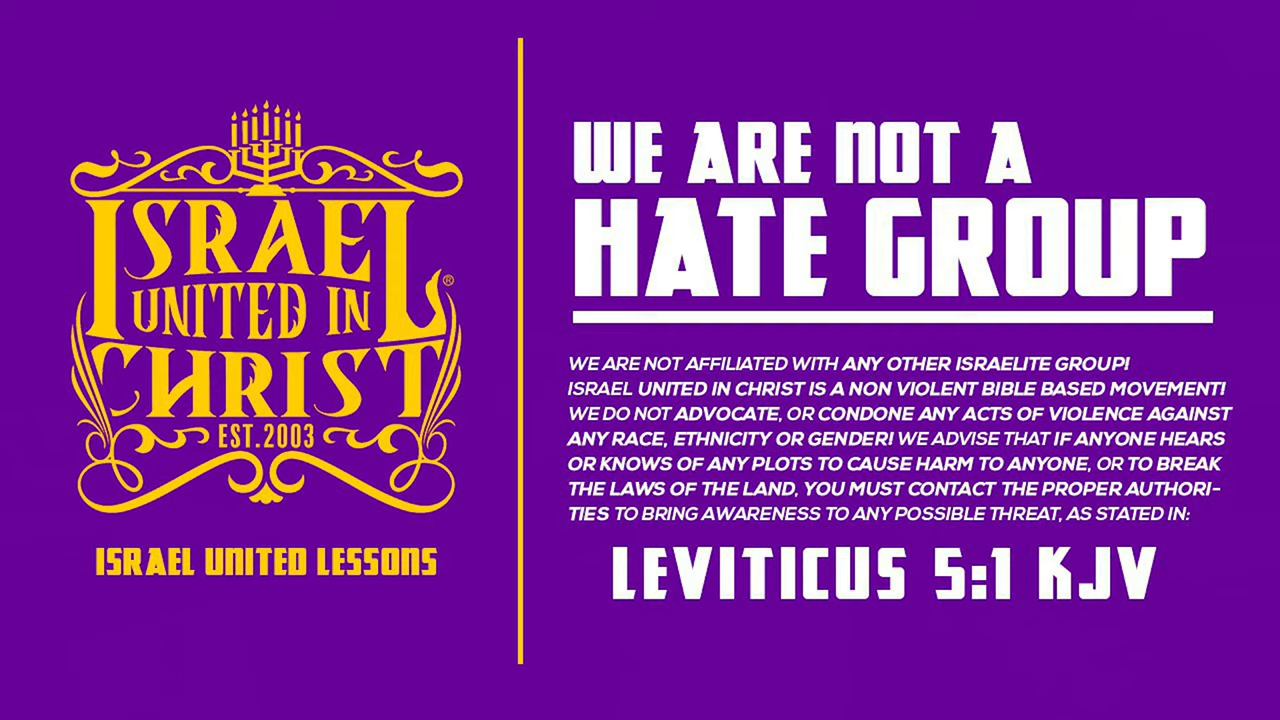 ISRAEL
UNITED IN
CHRIST
®
EST.2003
ISRAEL UNITED LESSONS
WE ARE NOT A
HATE GROUP
WE ARE NOT AFFILIATED WITH ANY OTHER ISRAELITE GROUP!
ISRAEL UNITED IN CHRIST IS A NON VIOLENT BIBLE BASED MOVEMENT!
WE DO NOT ADVOCATE, OR CONDONE ANY ACTS OF VIOLENCE AGAINST
ANY RACE, ETHNICITY OR GENDER! WE ADVISE THAT IF ANYONE HEARS
OR KNOWS OF ANY PLOTS TO CAUSE HARM TO ANYONE, OR TO BREAK
THE LAWS OF THE LAND, YOU MUST CONTACT THE PROPER AUTHORI-
TIES TO BRING AWARENESS TO ANY POSSIBLE THREAT, AS STATED IN:
LEVITICUS 5:1 KJV